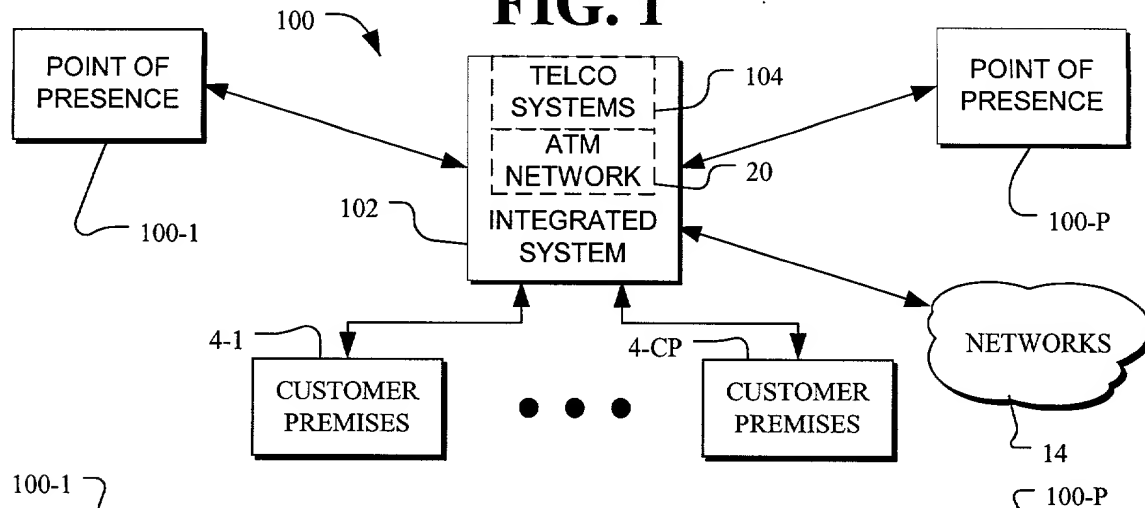 FIG. 1
100
POINT OF
PRESENCE
100-1
TELCO
SYSTEMS
104
ATM
NETWORK
20
102
INTEGRATED
SYSTEM
POINT OF
PRESENCE
100-P
4-1
CUSTOMER
PREMISES
4-CP
CUSTOMER
PREMISES
NETWORKS
14
100-1
100-P